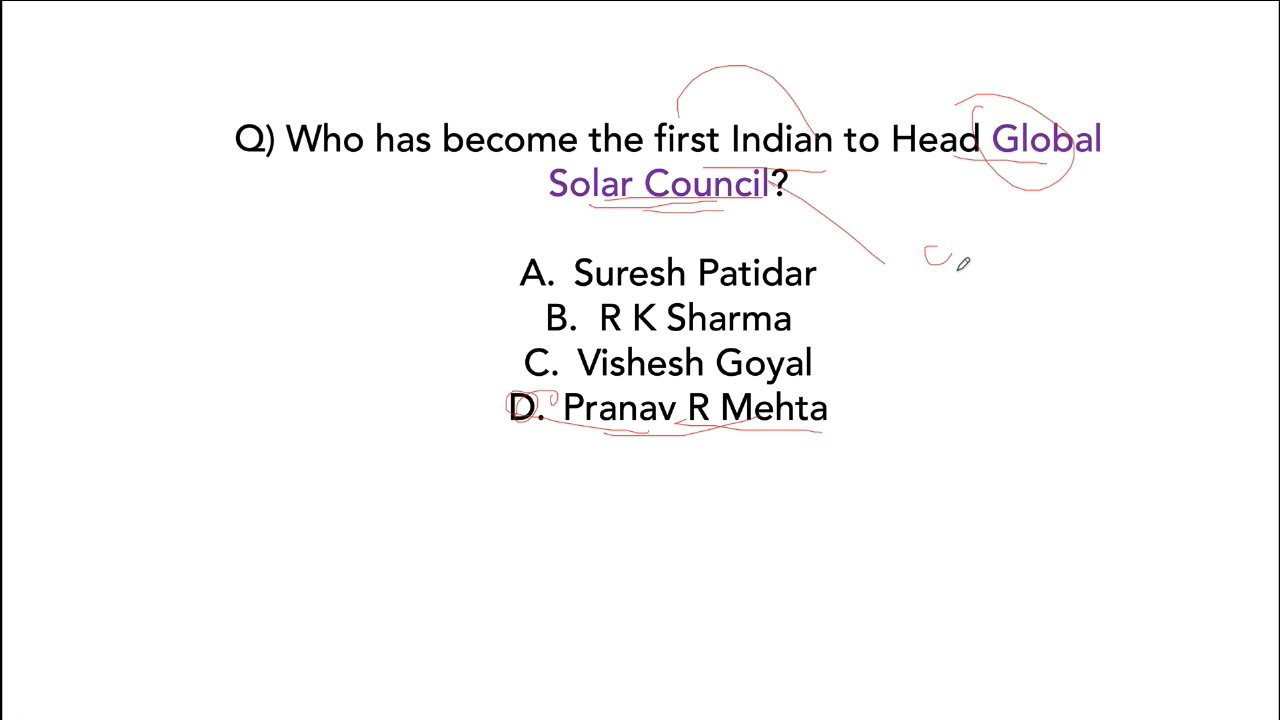 Q) Who has become the first Indian to Head Global
Solar Council?
A. Suresh Patidar
B. R K Sharma
C. Vishesh Goyal
D. Pranav R Mehta